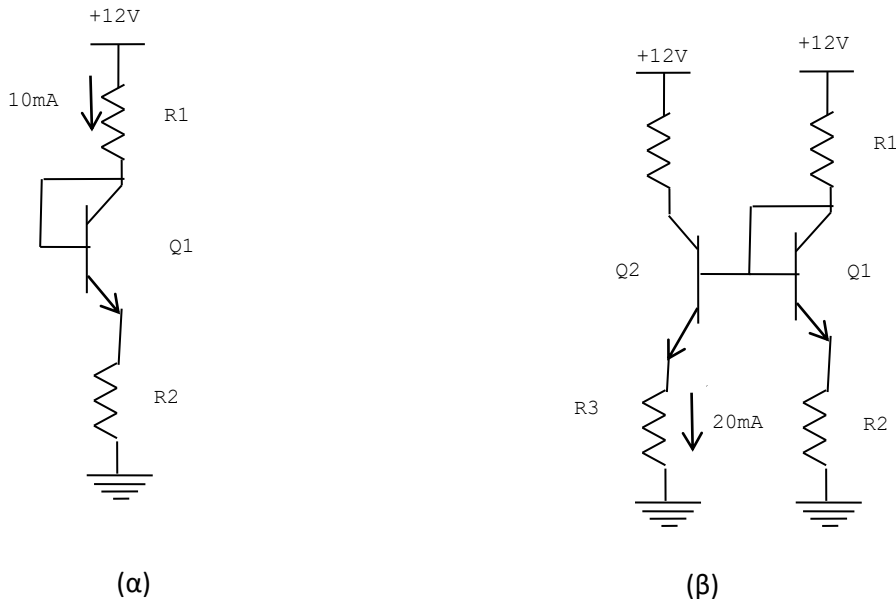 +12V
10mA
R1
Q1
R2
(α)
+12V
+12V
R1
Q2
Q1
R3
20mA
R2
(β)